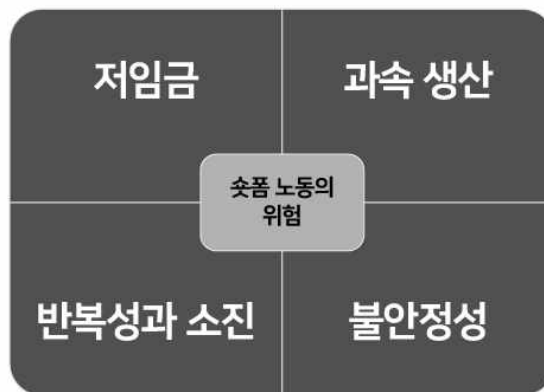 저임금
과속 생산
숏폼 노동의
위험
반복성과 소진
불안정성